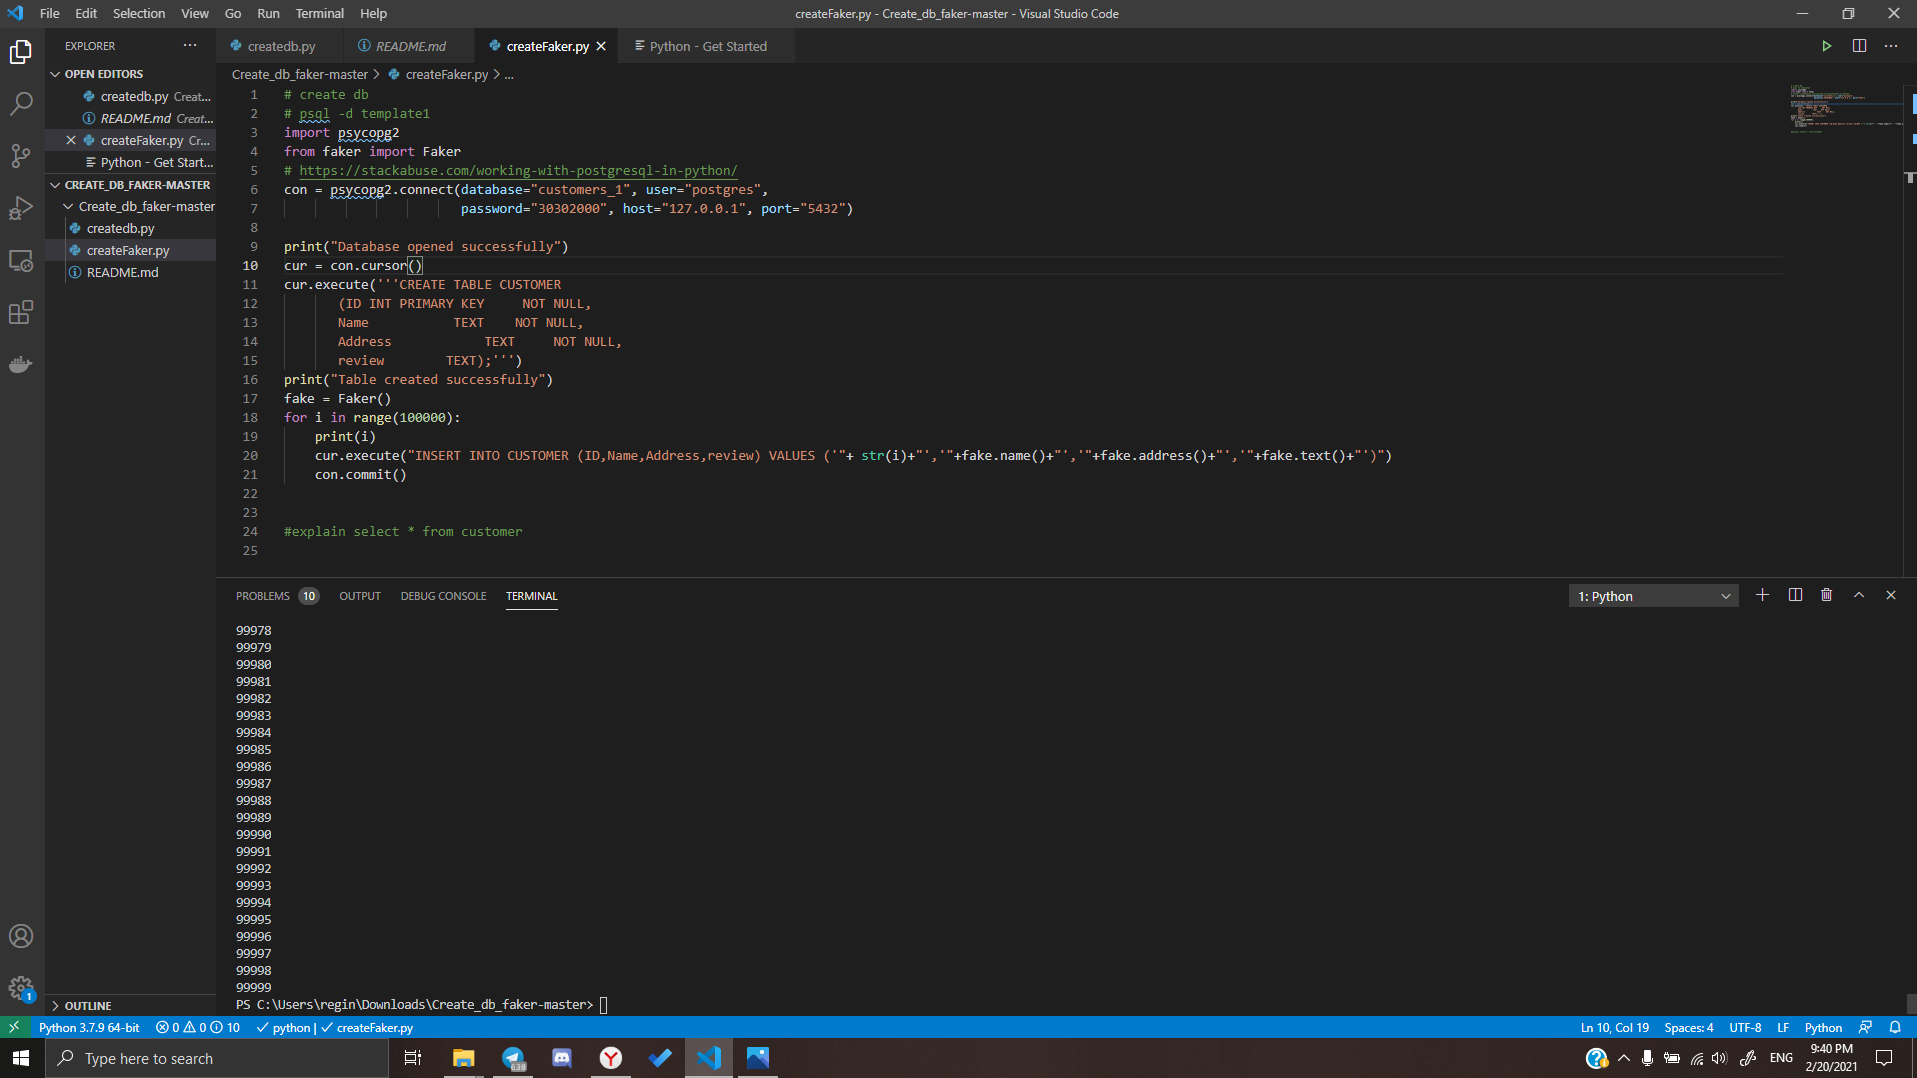 File Edit Selection View Go Run Terminal Help
createFaker.py - Create_db_faker-master - Visual Studio Code
EXPLORER
OPEN EDITORS
createdb.py Creat...
README.md Creat...
createFaker.py Cr...
Python - Get Start...
CREATE_DB_FAKER-MASTER
Create_db_faker-master
createdb.py
createFaker.py
README.md
OUTLINE
createdb.py README.md createFaker.py Python - Get Started
Create_db_faker-master > createFaker.py > ...
1 # create db
2 # psql -d template1
3 import psycopg2
4 from faker import Faker
5 # https://stackabuse.com/working-with-postgresql-in-python/
6 con = psycopg2.connect(database="customers_1", user="postgres",
7 password="30302000", host="127.0.0.1", port="5432")
8
9 print("Database opened successfully")
10 cur = con.cursor()
11 cur.execute('''CREATE TABLE CUSTOMER
12 (ID INT PRIMARY KEY NOT NULL,
13 Name TEXT NOT NULL,
14 Address TEXT NOT NULL,
15 review TEXT);''')
16 print("Table created successfully")
17 fake = Faker()
18 for i in range(100000):
19 print(i)
20 cur.execute("INSERT INTO CUSTOMER (ID,Name,Address,review) VALUES ('"+ str(i)+"','"+fake.name()+"','"+fake.address()+"','"+fake.text()+"')")
21 con.commit()
22
23
24 #explain select * from customer
25
PROBLEMS 10 OUTPUT DEBUG CONSOLE TERMINAL 1: Python
99978
99979
99980
99981
99982
99983
99984
99985
99986
99987
99988
99989
99990
99991
99992
99993
99994
99995
99996
99997
99998
99999
PS C:\Users\regin\Downloads\Create_db_faker-master>
1
Python 3.7.9 64-bit 0 0 10 python | createFaker.py Ln 10, Col 19 Spaces: 4 UTF-8 LF Python
Type here to search
638
ENG
9:40 PM
2/20/2021